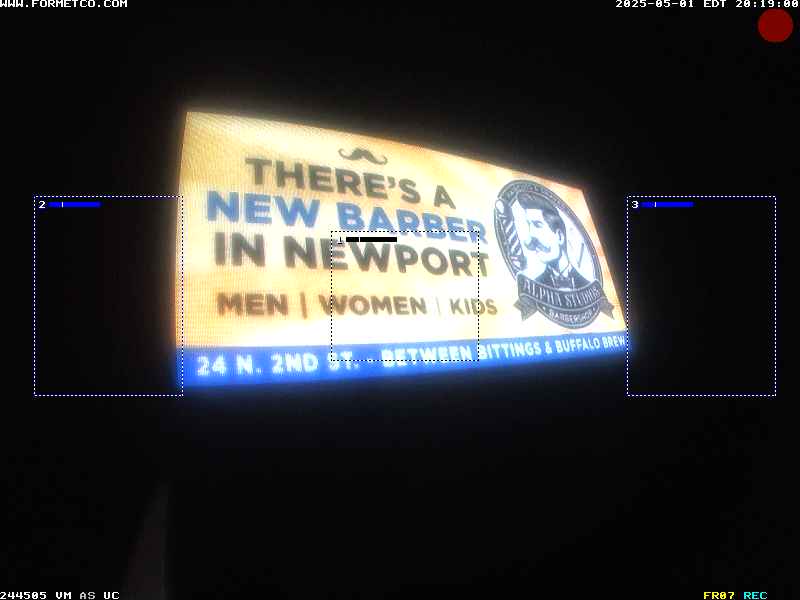 WWW.FORMETCO.COM
2025-05-01 EDT 20:19:00
THERE'S A
NEW BARBER
IN NEWPORT
MEN | WOMEN | KIDS
ALPHA STUDIOS
BARBERSHOP
24 N. 2ND ST. - BETWEEN BITTINGS & BUFFALO BREW
2
1
3
244505 VM AS UC
FR07 REC